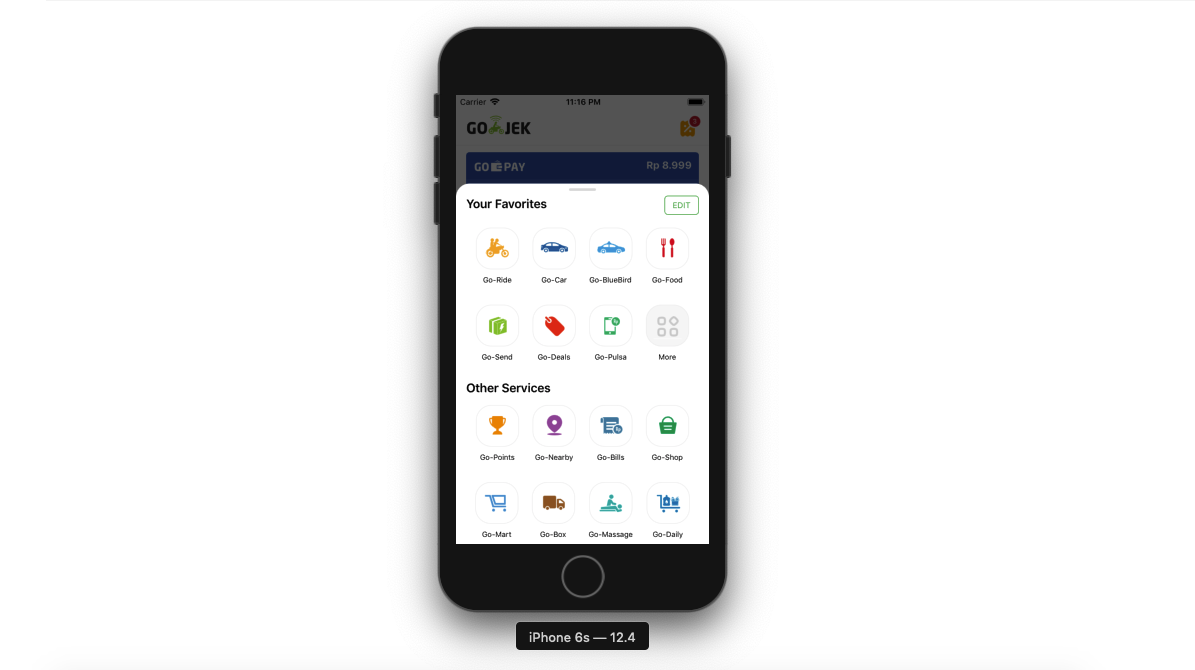 Carrier 11:16 PM
GO JEK
3
GO PAY Rp 8.999
Your Favorites EDIT
Go-Ride Go-Car Go-BlueBird Go-Food
Go-Send Go-Deals Go-Pulsa More
Other Services
Go-Points Go-Nearby Go-Bills Go-Shop
Go-Mart Go-Box Go-Massage Go-Daily
iPhone 6s — 12.4